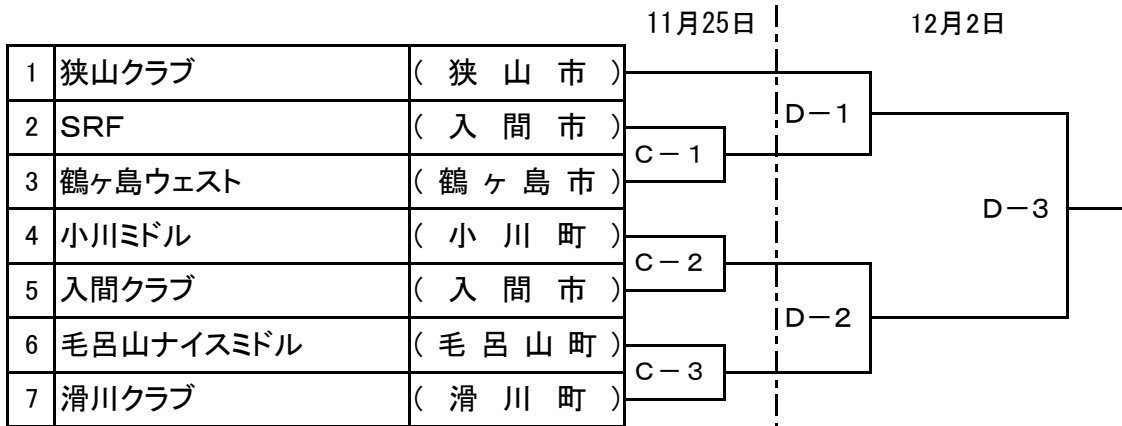 11月25日 12月2日
1 狭山クラブ ( 狭 山 市 )
2 SRF ( 入 間 市 )
3 鶴ヶ島ウェスト ( 鶴 ヶ 島 市 )
4 小川ミドル ( 小 川 町 )
5 入間クラブ ( 入 間 市 )
6 毛呂山ナイスミドル ( 毛 呂 山 町 )
7 滑川クラブ ( 滑 川 町 )
C-1
C-2
C-3
D-1
D-2
D-3